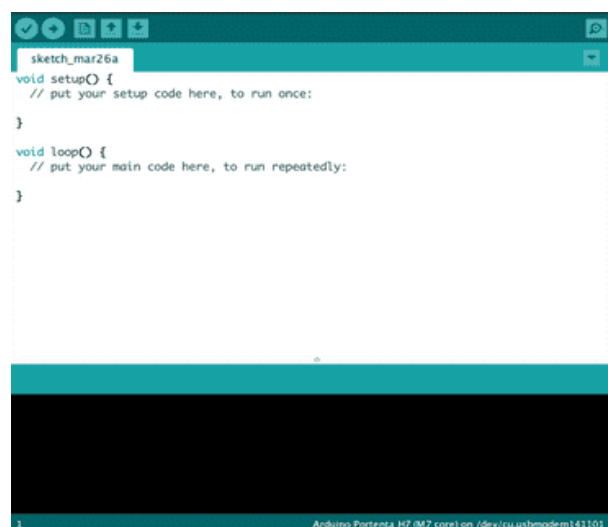 sketch_mar26a
void setup() {
// put your setup code here, to run once:
}
void loop() {
// put your main code here, to run repeatedly:
}
1
Arduino Portenta H7 (M7 core) on /dev/cu.usbmodem141101